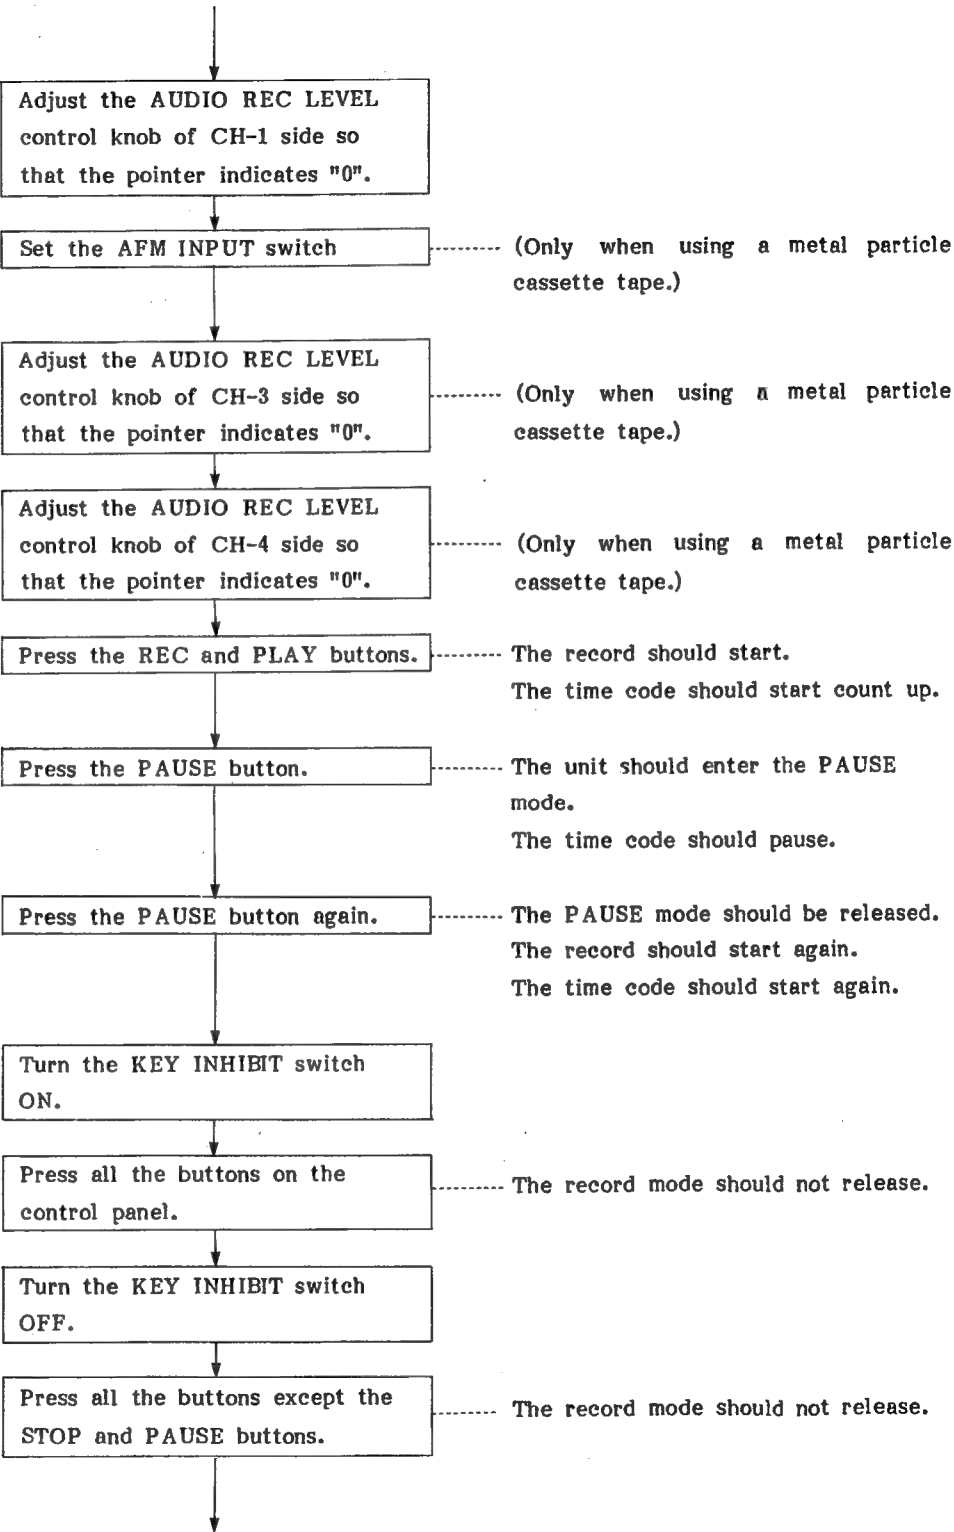 Adjust the AUDIO REC LEVEL
control knob of CH-1 side so
that the pointer indicates "0".
Set the AFM INPUT switch
(Only when using a metal particle
cassette tape.)
Adjust the AUDIO REC LEVEL
control knob of CH-3 side so
that the pointer indicates "0".
(Only when using a metal particle
cassette tape.)
Adjust the AUDIO REC LEVEL
control knob of CH-4 side so
that the pointer indicates "0".
(Only when using a metal particle
cassette tape.)
Press the REC and PLAY buttons.
The record should start.
The time code should start count up.
Press the PAUSE button.
The unit should enter the PAUSE
mode.
The time code should pause.
Press the PAUSE button again.
The PAUSE mode should be released.
The record should start again.
The time code should start again.
Turn the KEY INHIBIT switch
ON.
Press all the buttons on the
control panel.
The record mode should not release.
Turn the KEY INHIBIT switch
OFF.
Press all the buttons except the
STOP and PAUSE buttons.
The record mode should not release.